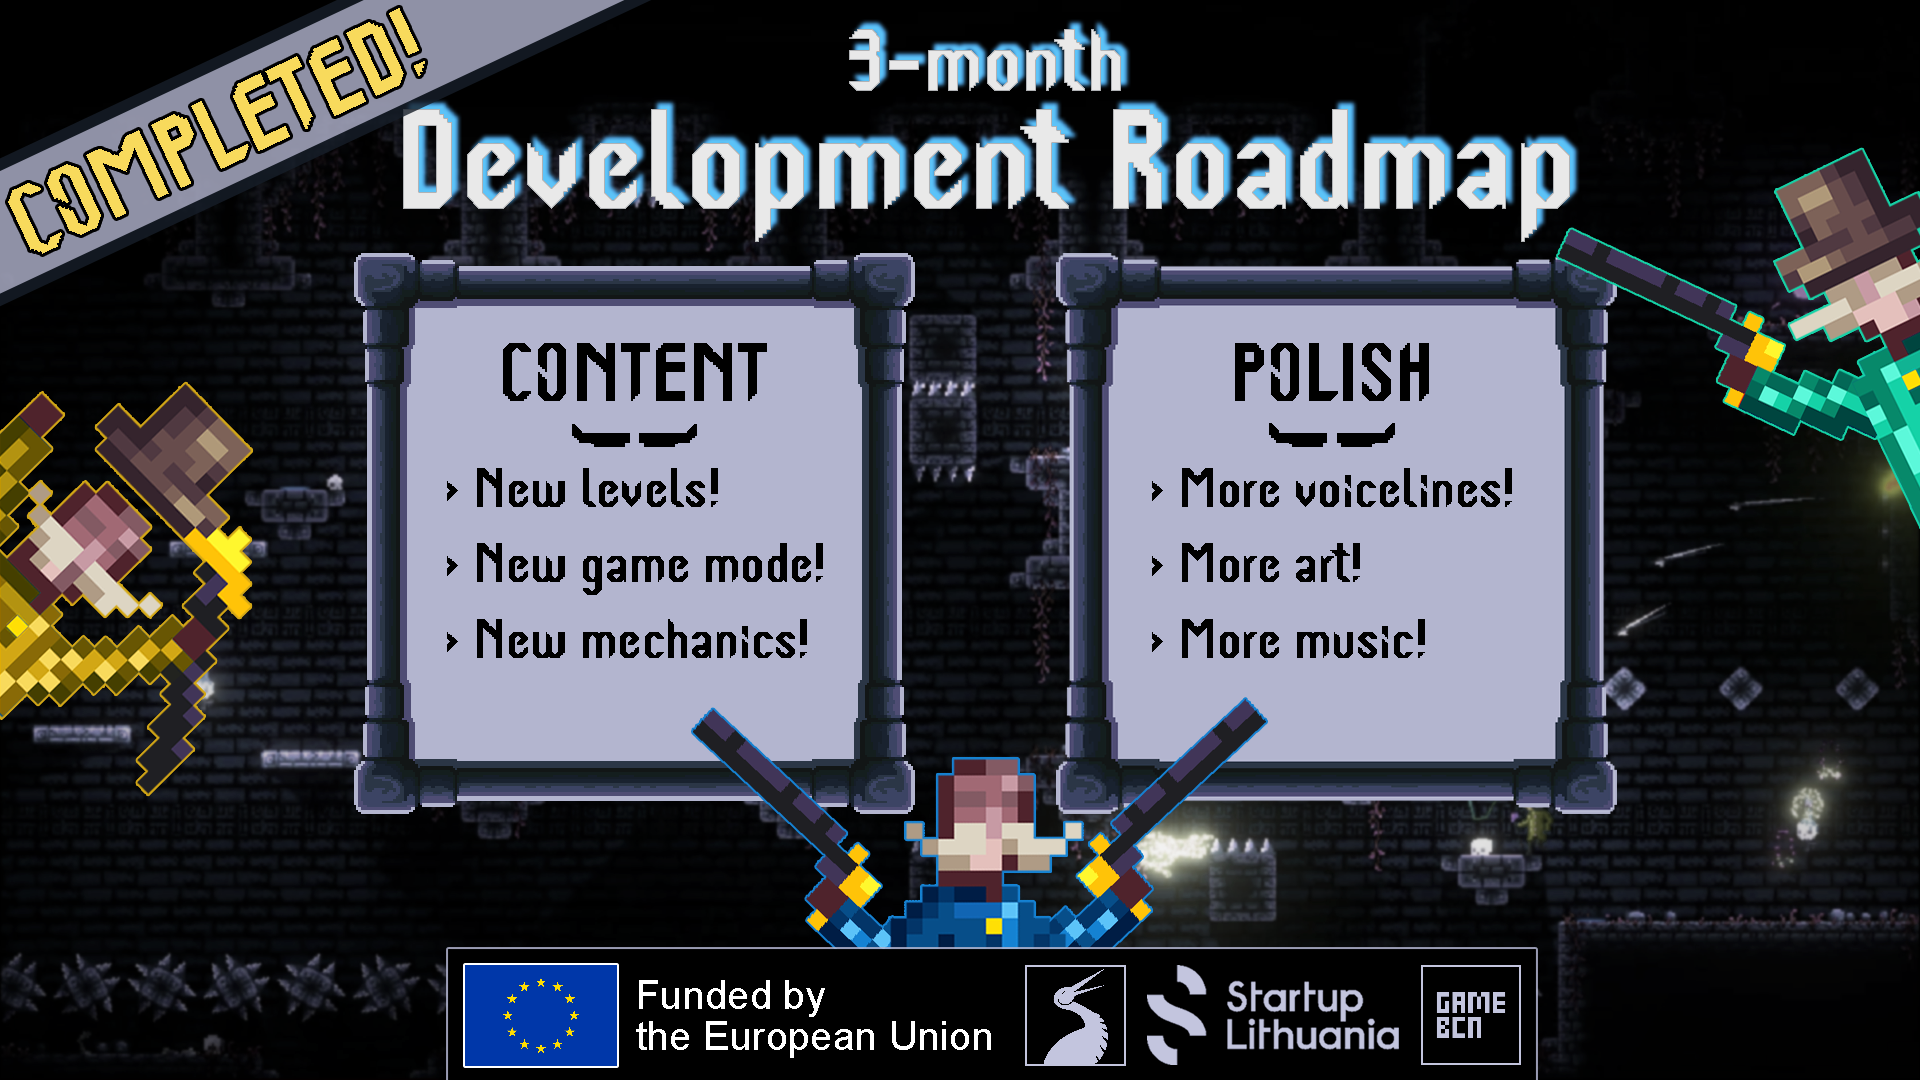 COMPLETED!
3-month
Development Roadmap
CONTENT
> New levels!
> New game mode!
> New mechanics!
POLISH
> More voicelines!
> More art!
> More music!
Funded by
the European Union
Startup
Lithuania
GAME
BCN